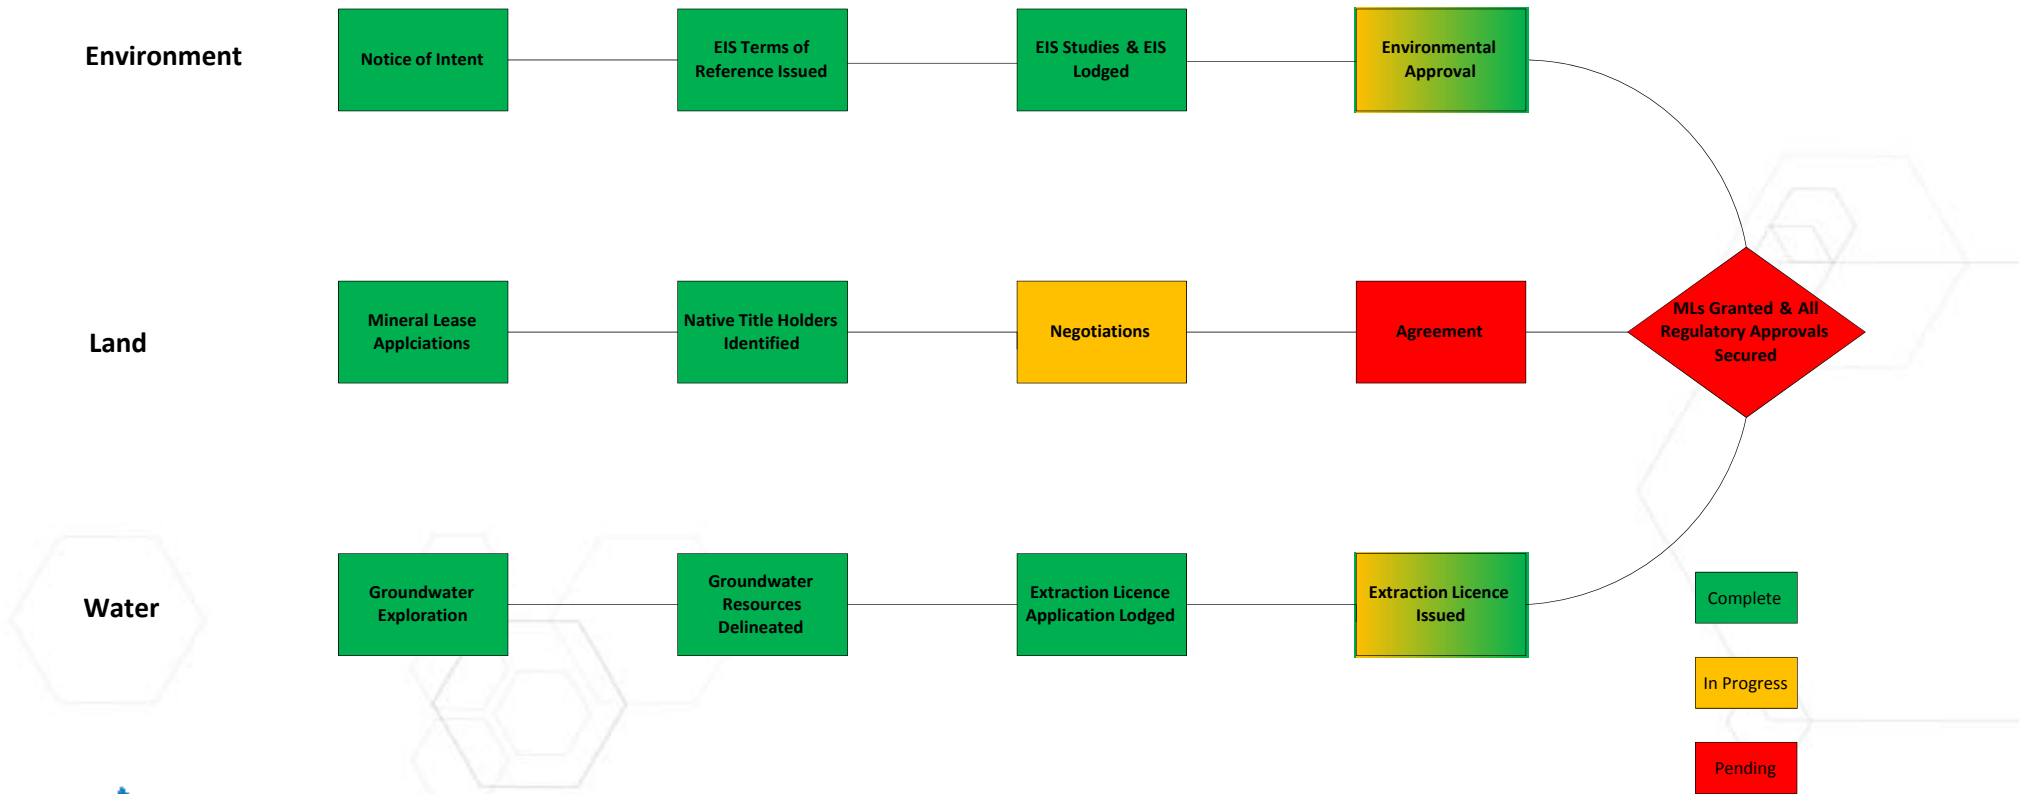 Environment
Notice of Intent
EIS Terms of
Reference Issued
EIS Studies & EIS
Lodged
Environmental
Approval
Land
Mineral Lease
Applciations
Native Title Holders
Identified
Negotiations
Agreement
MLs Granted & All
Regulatory Approvals
Secured
Water
Groundwater
Exploration
Groundwater
Resources
Delineated
Extraction Licence
Application Lodged
Extraction Licence
Issued
Complete
In Progress
Pending